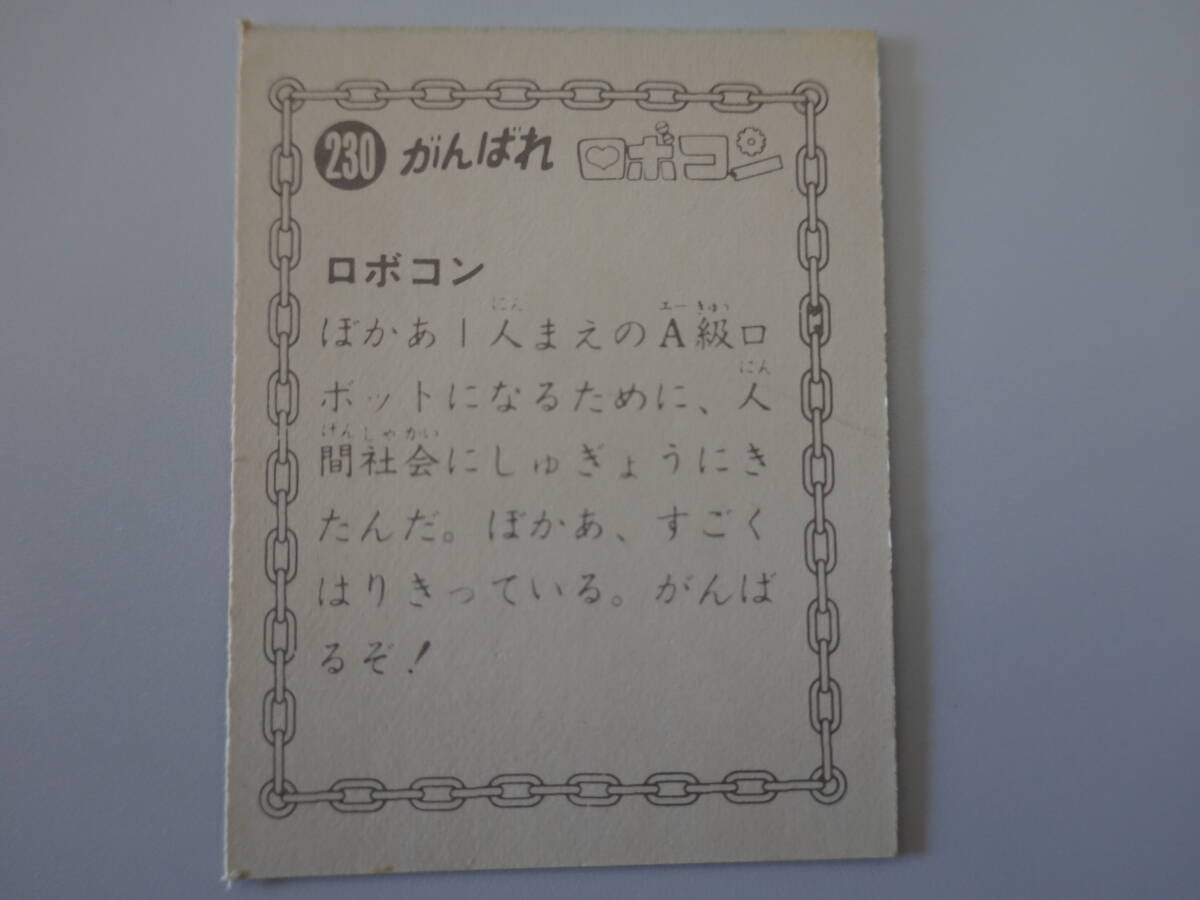 230 がんばれ ロボコン
ロボコン
ぼかあ1人まえのA級ロ
ボットになるために、人
間社会にしゅぎょうにき
たんだ。ぼかあ、すごく
はりきっている。がんば
るぞ!